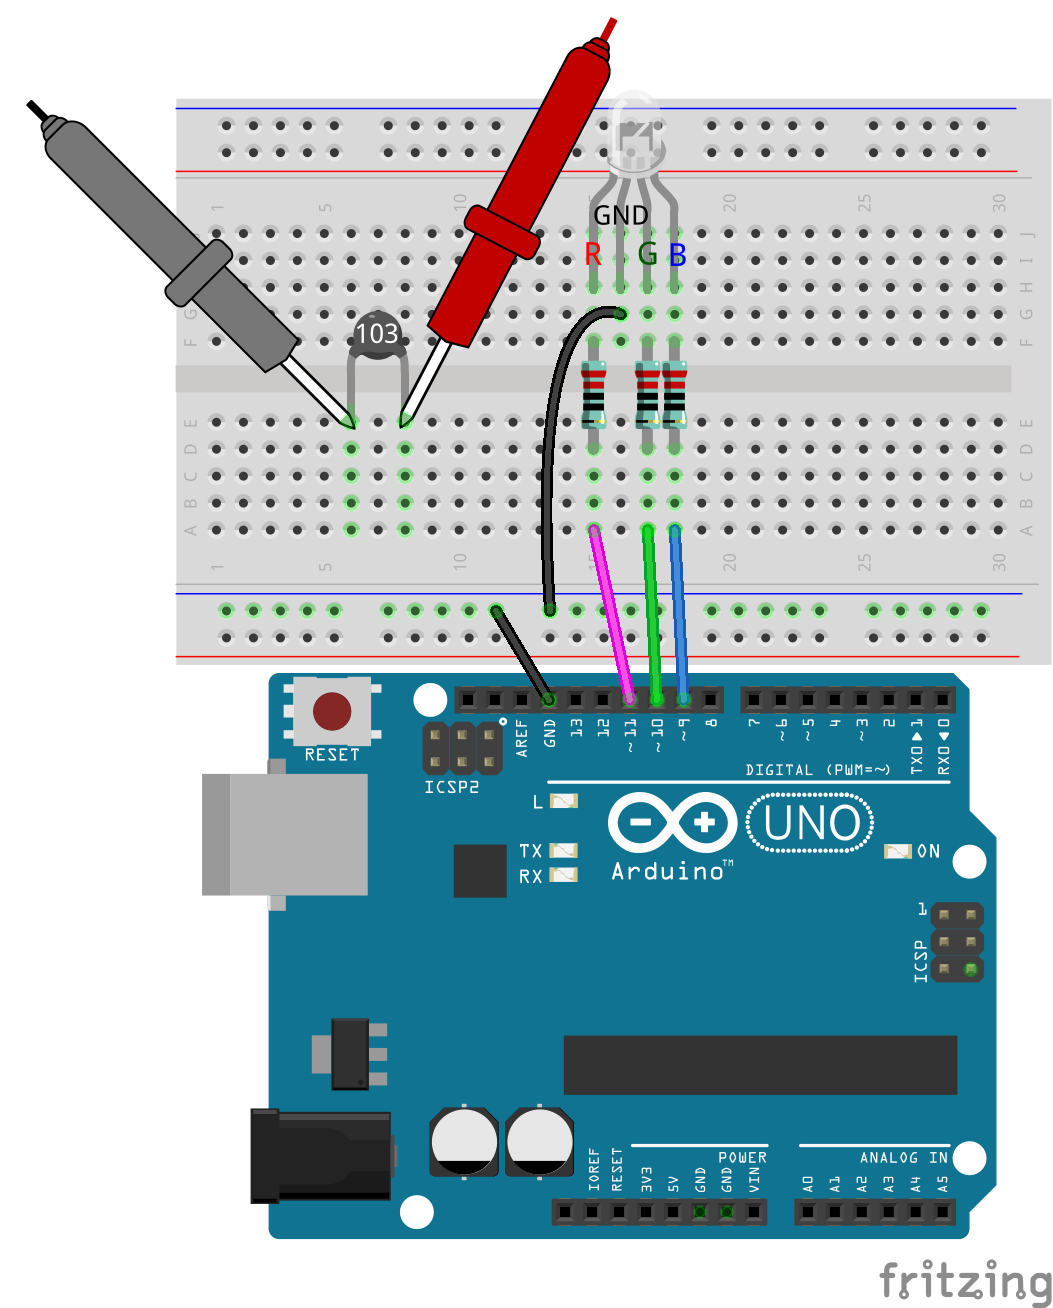 1 5 10 20 25 30
GND
J
R G B
I
H
G G
103
F F
E E
D D
C C
B B
A A
1 5 10 15 20 25 30
RESET
ICSP2
AREF
GND
13
12
~11
~10
~9
8
7
~6
~5
4
~3
2
TX0▶1
RX0◀0
DIGITAL (PWM=~)
L
TX
RX
UNO
Arduino™
ON
1
ICSP
IOREF
RESET
3V3
5V
GND
GND
VIN
POWER
A0
A1
A2
A3
A4
A5
ANALOG IN
fritzing